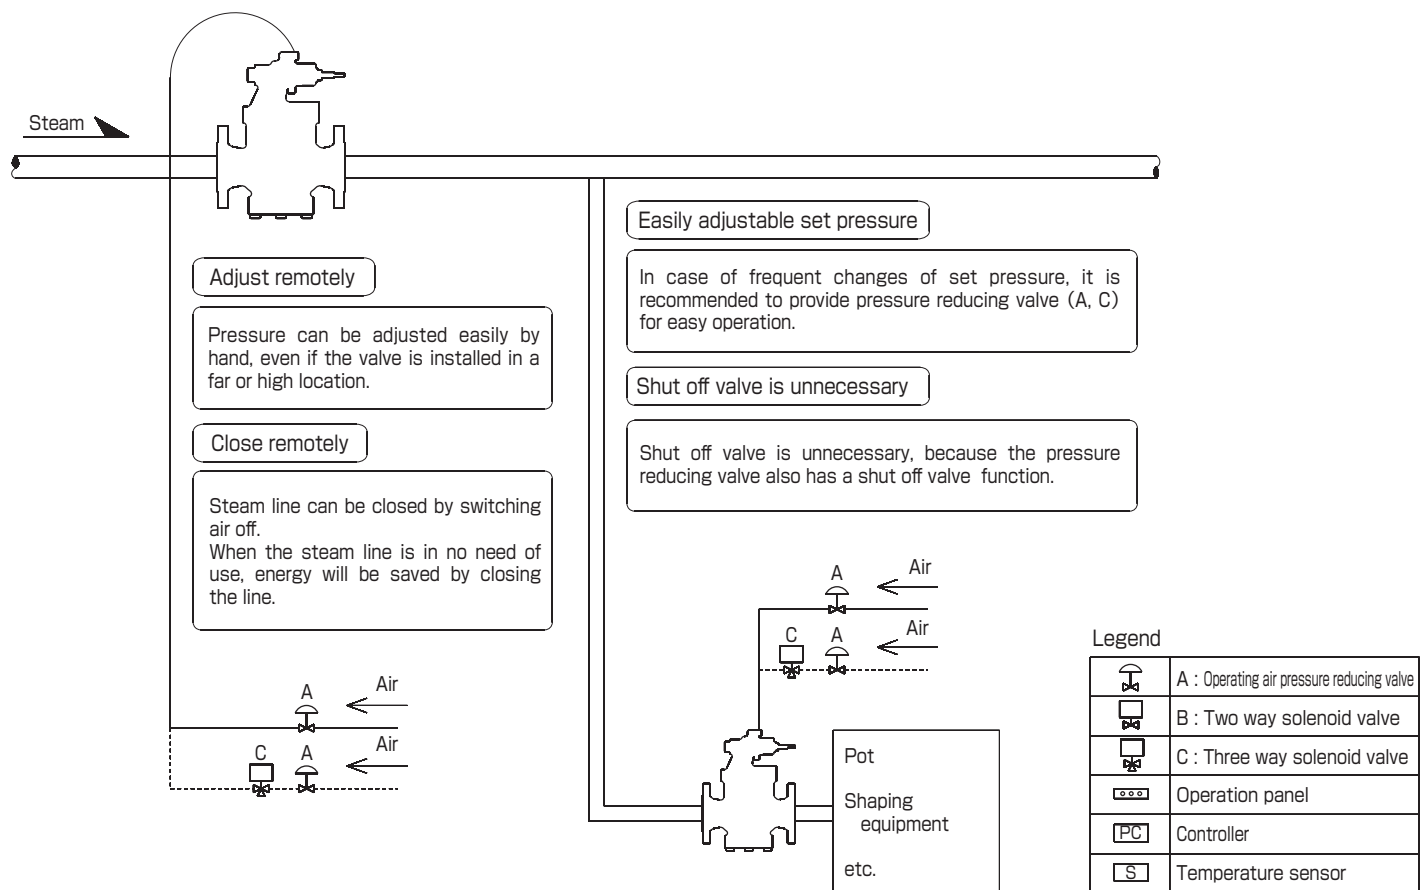 Steam
Adjust remotely
Pressure can be adjusted easily by
hand, even if the valve is installed in a
far or high location.
Close remotely
Steam line can be closed by switching
air off.
When the steam line is in no need of
use, energy will be saved by closing
the line.
A
Air
C
A
Air
Easily adjustable set pressure
In case of frequent changes of set pressure, it is
recommended to provide pressure reducing valve (A, C)
for easy operation.
Shut off valve is unnecessary
Shut off valve is unnecessary, because the pressure
reducing valve also has a shut off valve function.
A
Air
C
A
Air
Pot
Shaping
equipment
etc.
Legend
A : Operating air pressure reducing valve
B : Two way solenoid valve
C : Three way solenoid valve
Operation panel
PC Controller
S Temperature sensor